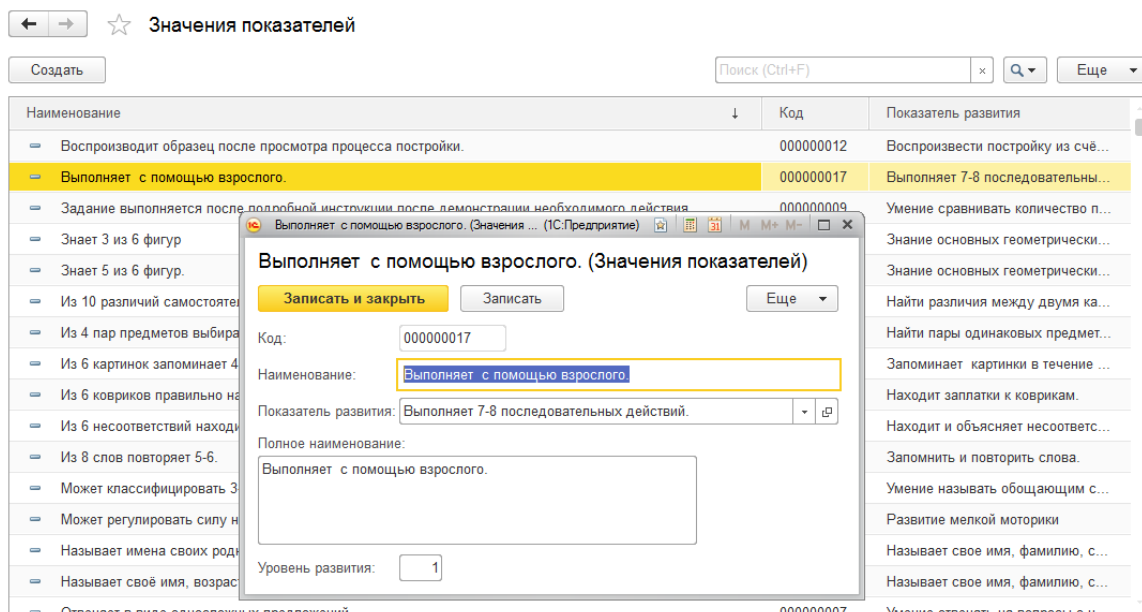 Значения показателей
Создать
Поиск (Ctrl+F)
×
Еще
Наименование ↓ Код Показатель развития
Воспроизводит образец после просмотра процесса постройки. 000000012 Воспроизвести постройку из счё...
Выполняет  с помощью взрослого. 000000017 Выполняет 7-8 последовательны...
Задание выполняется после подробной инструкции после демонстрации необходимого действия 000000009 Умение сравнивать количество п...
Знает 3 из 6 фигур Знание основных геометрически...
Знает 5 из 6 фигур. Знание основных геометрически...
Из 10 различий Найти различия между двумя ка...
Из 4 пар предметов Найти пары одинаковых предмет...
Из 6 картинок запоминает 4 Запоминает  картинки в течение ...
Из 6 ковриков правильно Находит заплатки к коврикам.
Из 6 несоответствий Находит и объясняет несоответс...
Из 8 слов повторяет 5-6. Запомнить и повторить слова.
Может классифицировать Умение называть обощающим с...
Может регулировать силу Развитие мелкой моторики
Называет имена своих Называет свое имя, фамилию, с...
Называет своё имя, Называет свое имя, фамилию, с...
000000007
Выполняет  с помощью взрослого. (Значения ... (1С:Предприятие) 31 M M+ M-
Выполняет  с помощью взрослого. (Значения показателей)
Записать и закрыть Записать Еще
Код: 000000017
Наименование: Выполняет  с помощью взрослого.
Показатель развития: Выполняет 7-8 последовательных действий.
Полное наименование:
Выполняет  с помощью взрослого.
Уровень развития: 1